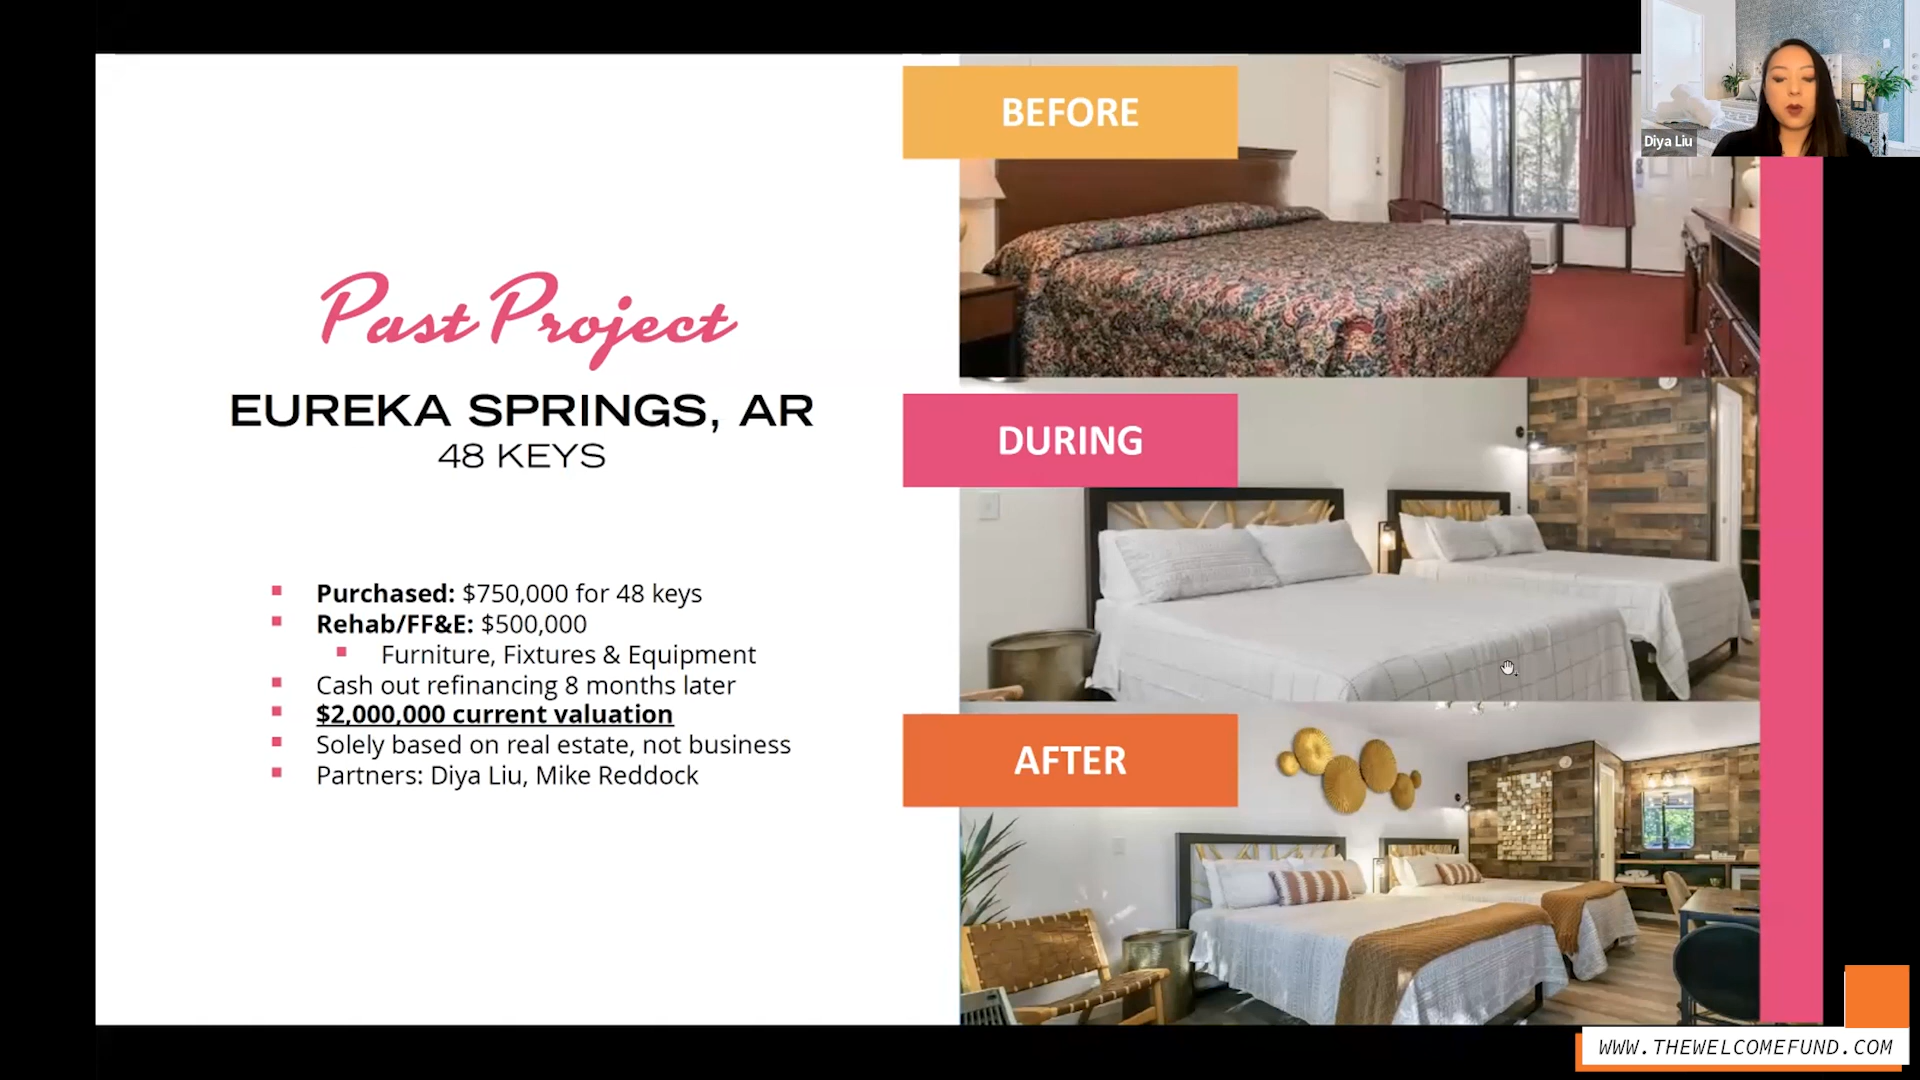 Past Project
EUREKA SPRINGS, AR
48 KEYS
Purchased: $750,000 for 48 keys
Rehab/FF&E: $500,000
Furniture, Fixtures & Equipment
Cash out refinancing 8 months later
$2,000,000 current valuation
Solely based on real estate, not business
Partners: Diya Liu, Mike Reddock
BEFORE
DURING
AFTER
Diya Liu
WWW.THEWELCOMEFUND.COM